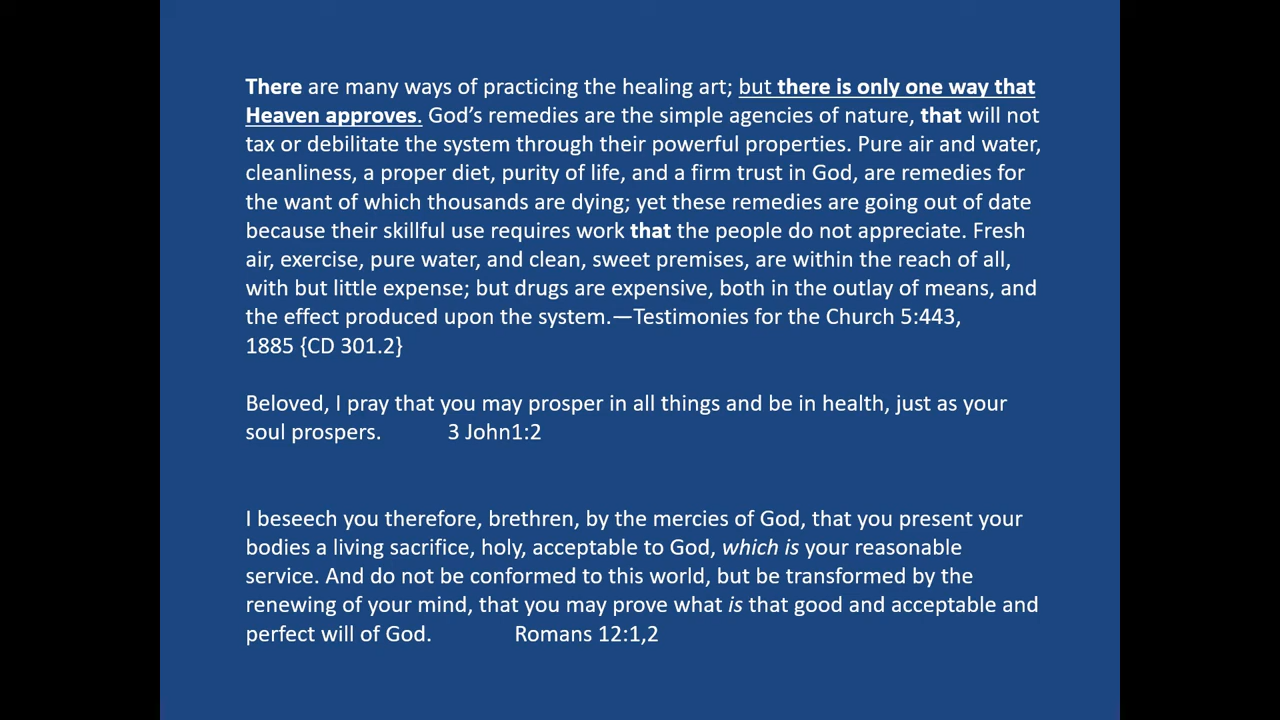 There are many ways of practicing the healing art; but there is only one way that
Heaven approves. God’s remedies are the simple agencies of nature, that will not
tax or debilitate the system through their powerful properties. Pure air and water,
cleanliness, a proper diet, purity of life, and a firm trust in God, are remedies for
the want of which thousands are dying; yet these remedies are going out of date
because their skillful use requires work that the people do not appreciate. Fresh
air, exercise, pure water, and clean, sweet premises, are within the reach of all,
with but little expense; but drugs are expensive, both in the outlay of means, and
the effect produced upon the system.—Testimonies for the Church 5:443,
1885 {CD 301.2}
Beloved, I pray that you may prosper in all things and be in health, just as your
soul prospers. 3 John1:2
I beseech you therefore, brethren, by the mercies of God, that you present your
bodies a living sacrifice, holy, acceptable to God, which is your reasonable
service. And do not be conformed to this world, but be transformed by the
renewing of your mind, that you may prove what is that good and acceptable and
perfect will of God. Romans 12:1,2